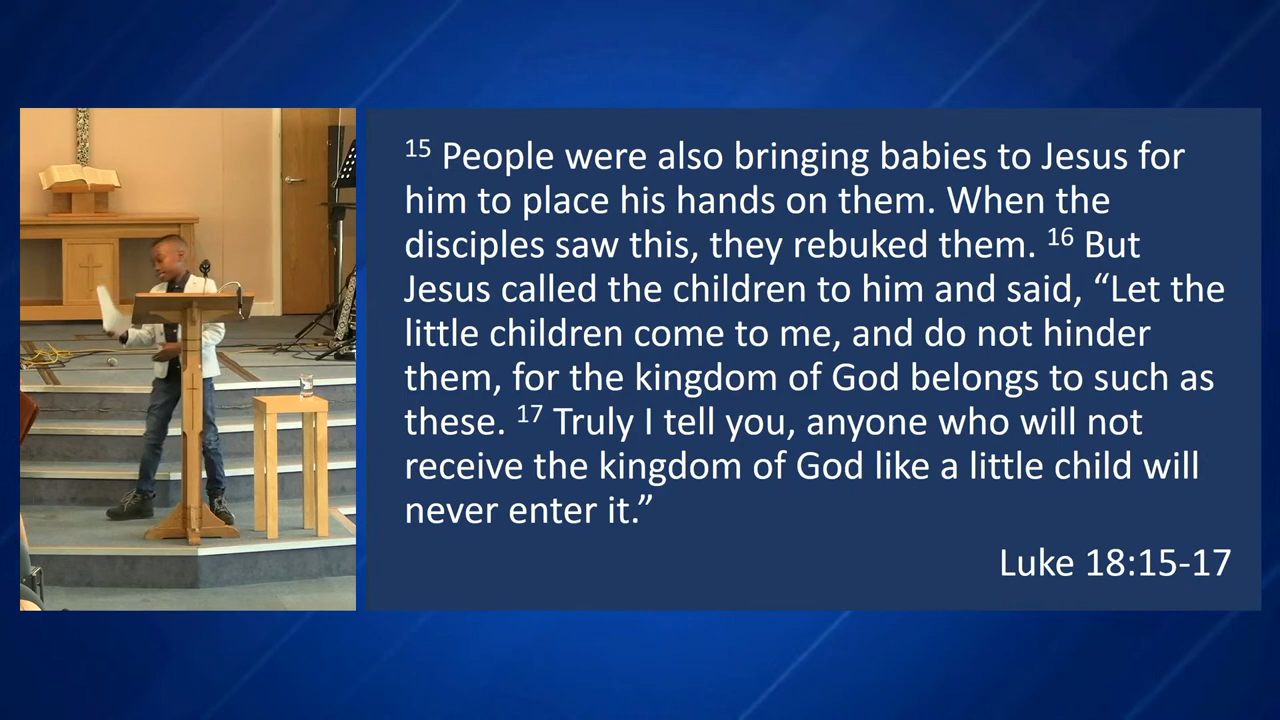 15 People were also bringing babies to Jesus for
him to place his hands on them. When the
disciples saw this, they rebuked them. 16 But
Jesus called the children to him and said, “Let the
little children come to me, and do not hinder
them, for the kingdom of God belongs to such as
these. 17 Truly I tell you, anyone who will not
receive the kingdom of God like a little child will
never enter it.”
Luke 18:15-17